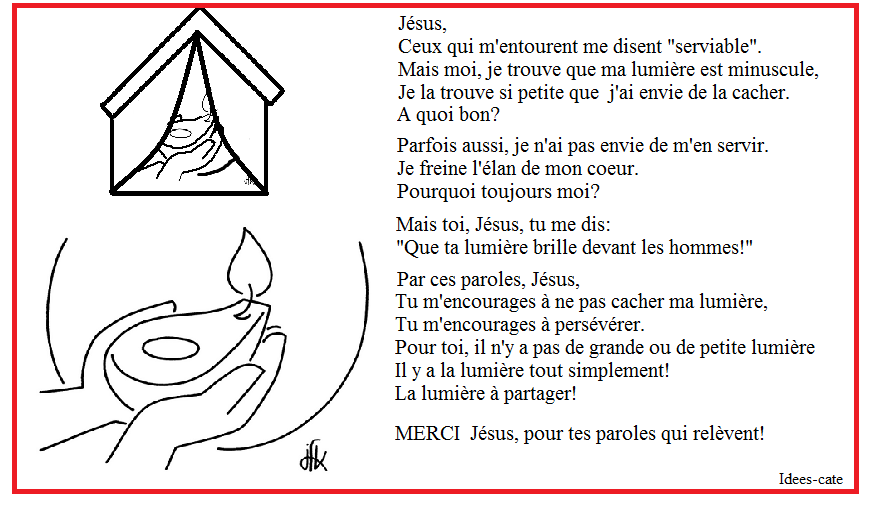 Jésus,
Ceux qui m'entourent me disent "serviable".
Mais moi, je trouve que ma lumière est minuscule,
Je la trouve si petite que j'ai envie de la cacher.
A quoi bon?
Parfois aussi, je n'ai pas envie de m'en servir.
Je freine l'élan de mon coeur.
Pourquoi toujours moi?
Mais toi, Jésus, tu me dis:
"Que ta lumière brille devant les hommes!"
Par ces paroles, Jésus,
Tu m'encourages à ne pas cacher ma lumière,
Tu m'encourages à persévérer.
Pour toi, il n'y a pas de grande ou de petite lumière
Il y a la lumière tout simplement!
La lumière à partager!
MERCI Jésus, pour tes paroles qui relèvent!
jfk
Idees-cate